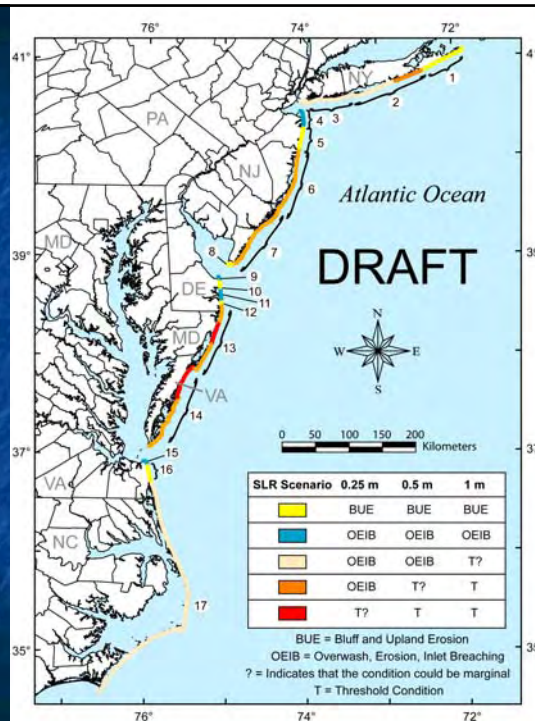 76° 74° 72°
41° 41°
NY
1
2
3
PA
4
5
NJ
6
Atlantic Ocean
MD
39° 39°
8
7
DRAFT
9
DE
10
11
12
MD
13
N
W E
S
VA
14
0 50 100 150 200
Kilometers
37° 37°
15
16
VA
SLR Scenario 0.25 m 0.5 m 1 m
BUE BUE BUE
OEIB OEIB OEIB
NC
OEIB OEIB T?
OEIB T? T
17
T? T T
BUE = Bluff and Upland Erosion
OEIB = Overwash, Erosion, Inlet Breaching
? = Indicates that the condition could be marginal
T = Threshold Condition
35° 35°
76° 74° 72°